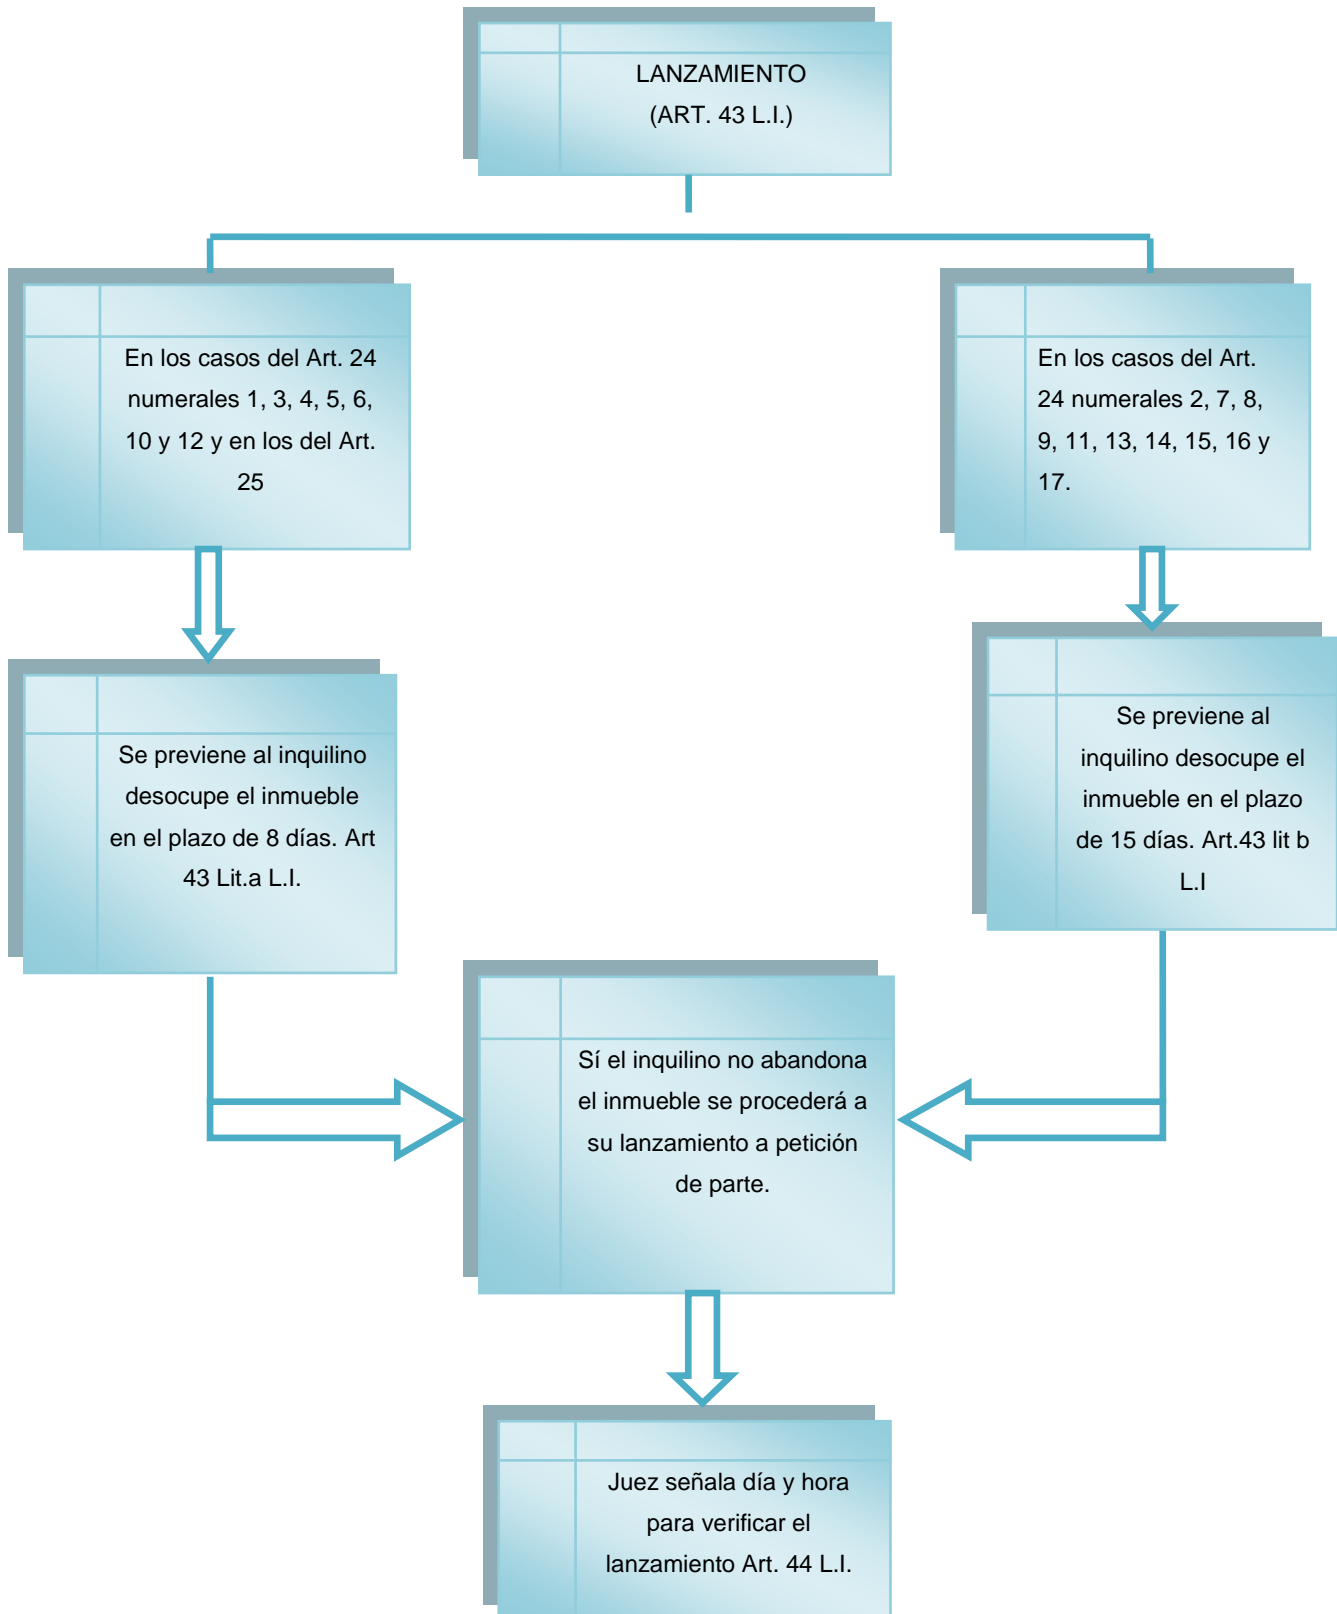 LANZAMIENTO
(ART. 43 L.I.)
En los casos del Art. 24
numerales 1, 3, 4, 5, 6,
10 y 12 y en los del Art.
25
En los casos del Art.
24 numerales 2, 7, 8,
9, 11, 13, 14, 15, 16 y
17.
Se previene al inquilino
desocupe el inmueble
en el plazo de 8 días. Art
43 Lit.a L.I.
Se previene al
inquilino desocupe el
inmueble en el plazo
de 15 días. Art.43 lit b
L.I
Sí el inquilino no abandona
el inmueble se procederá a
su lanzamiento a petición
de parte.
Juez señala día y hora
para verificar el
lanzamiento Art. 44 L.I.